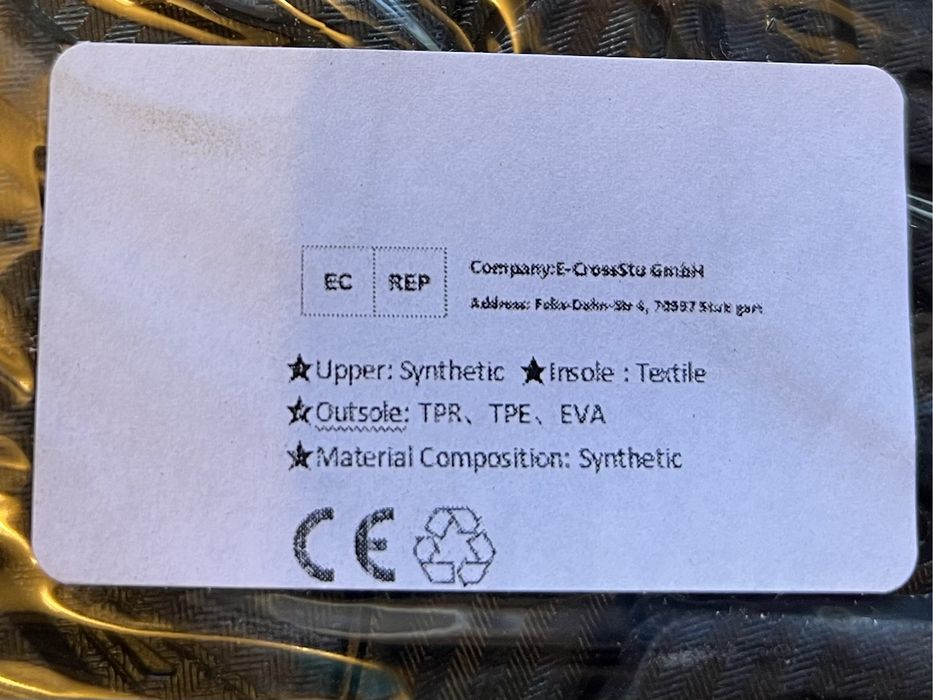 EC REP
Company:E-CrossStu GmbH
Address: Felix-Dahn-Str 4, 70597 Stuttgart
★Upper: Synthetic ★Insole : Textile
★Outsole: TPR、TPE、EVA
★Material Composition: Synthetic
CE